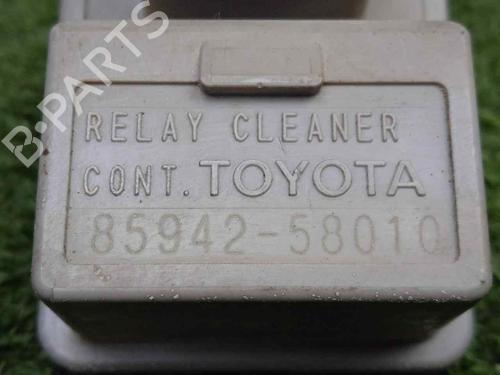 RELAY CLEANER
CONT. TOYOTA
85942-58010
B-PARTS